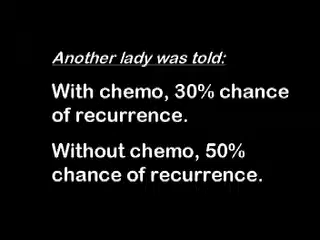 Another lady was told:
With chemo, 30% chance
of recurrence.
Without chemo, 50%
chance of recurrence.